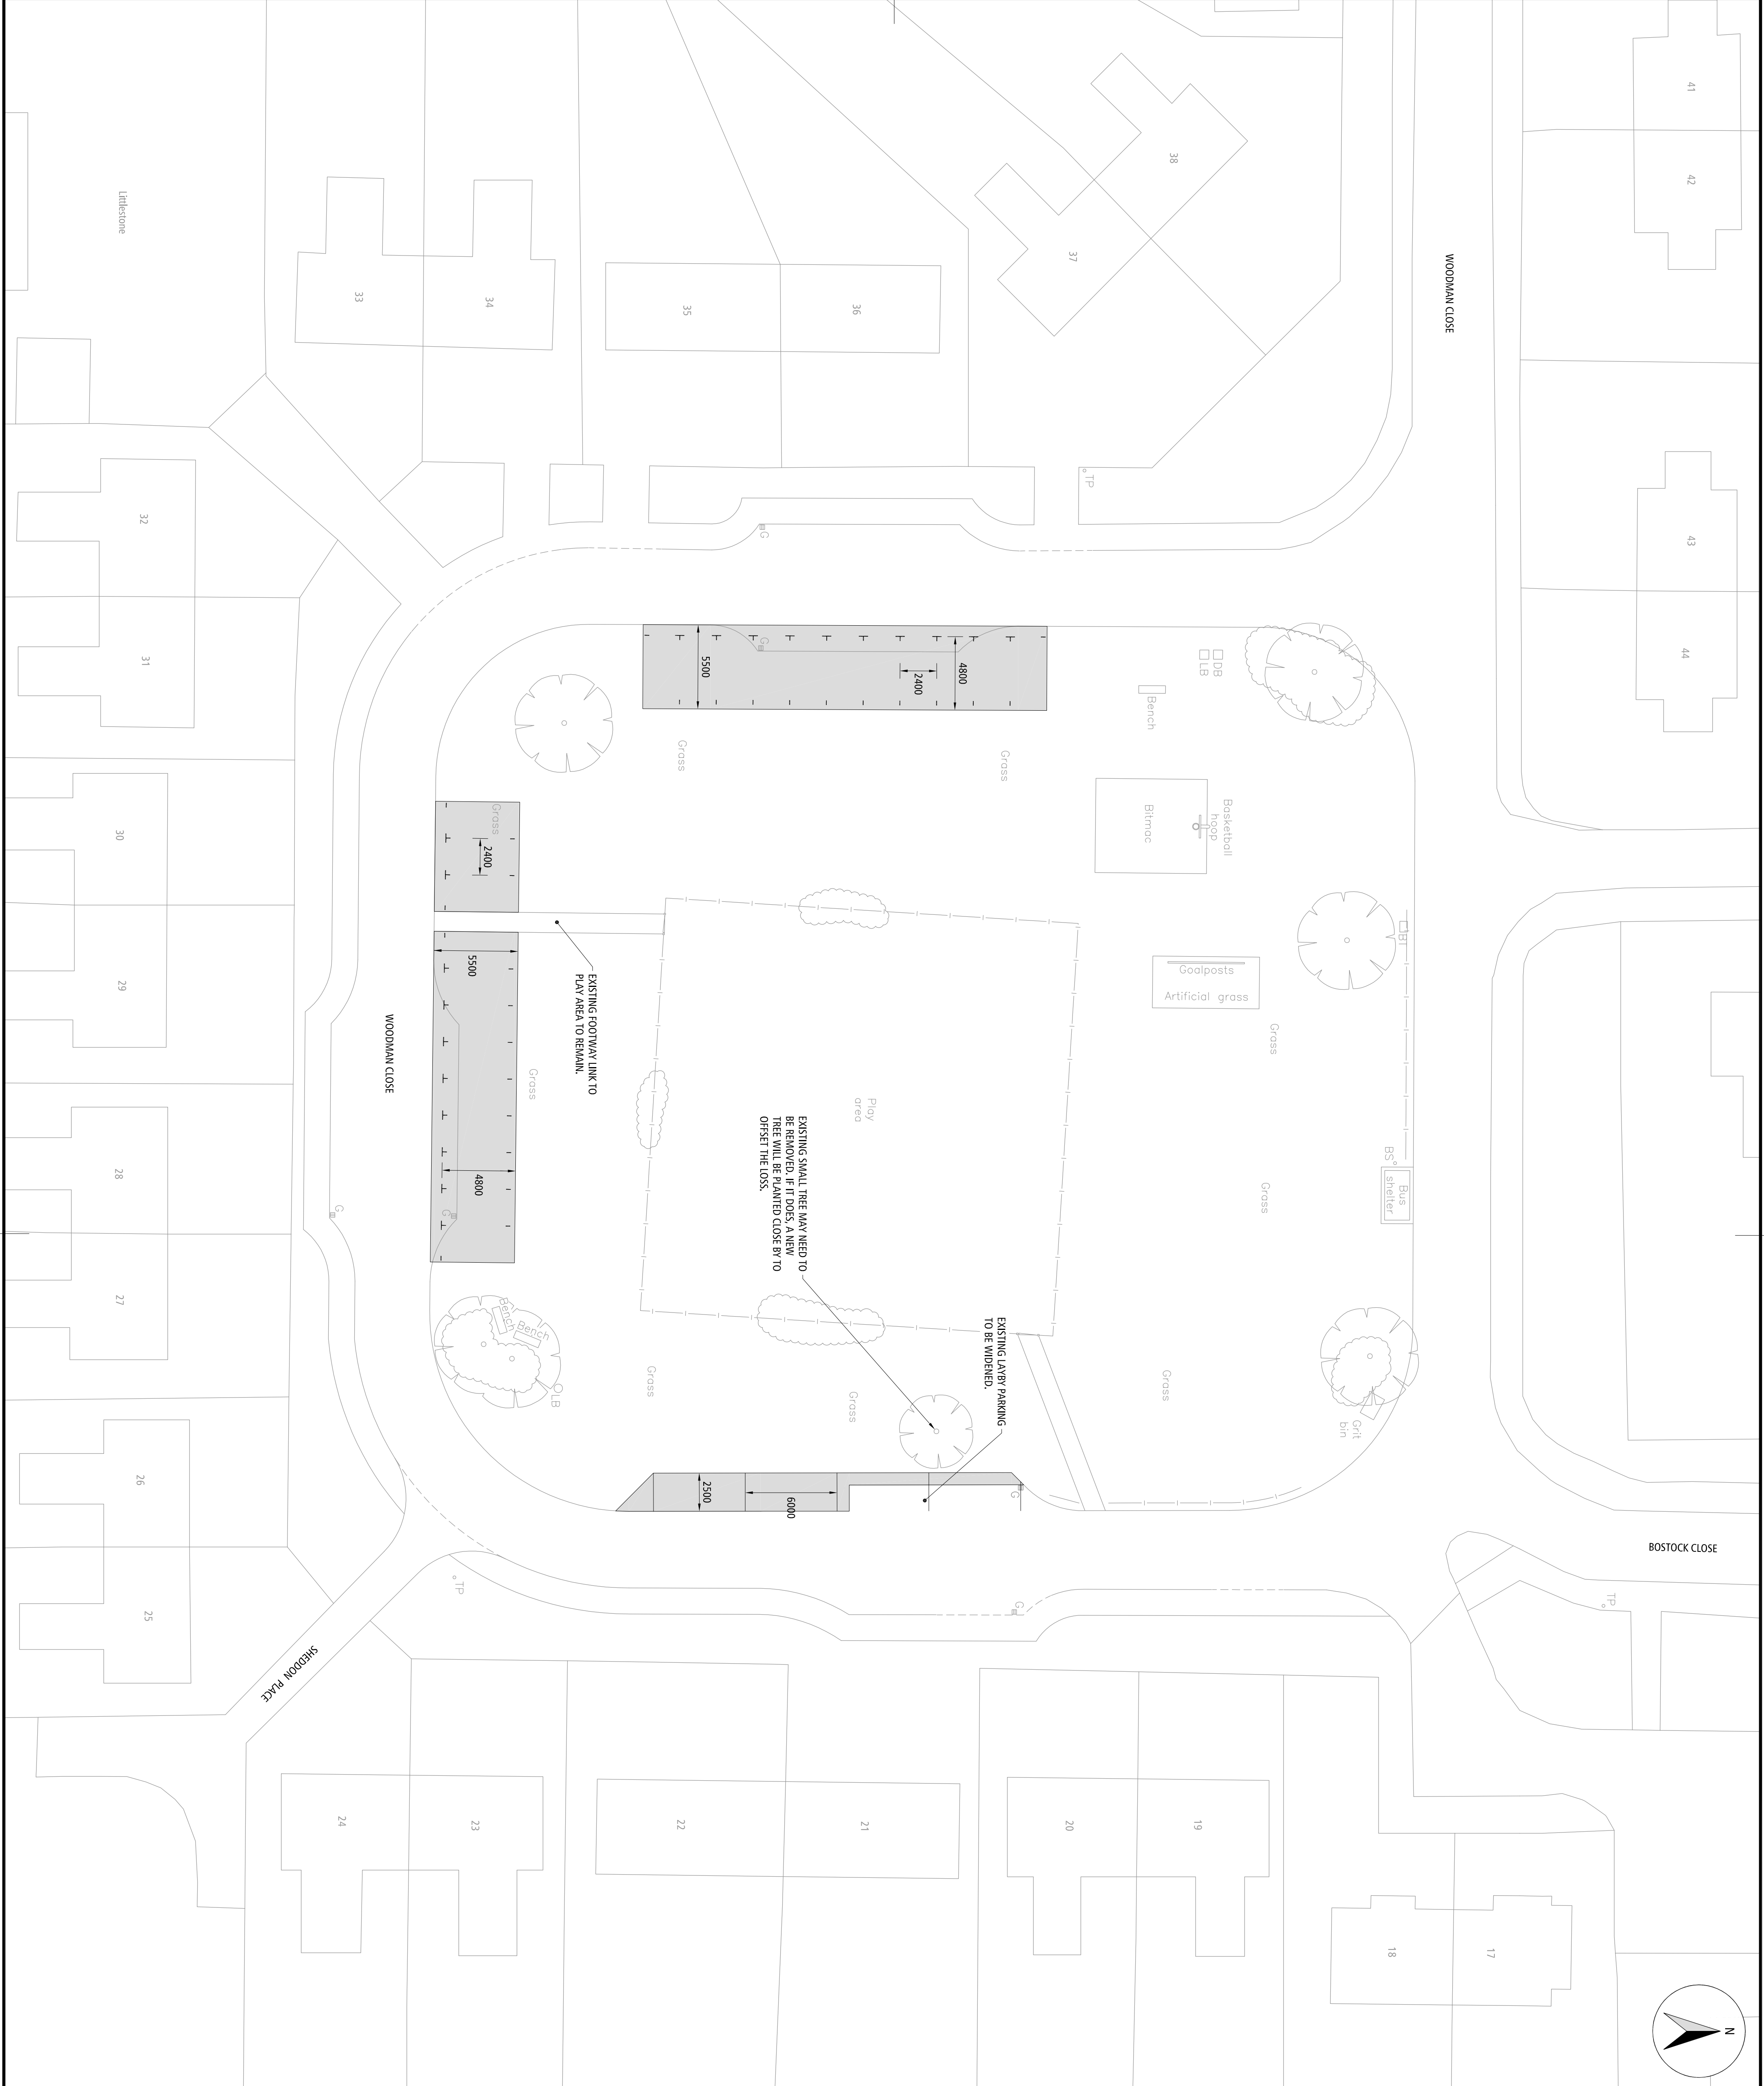 41
42
43
44
WOODMAN CLOSE
38
37
36
35
34
33
Littlestone
32
31
30
29
28
27
26
25
TP
G
DB
LB
Bench
G
5500
4800
2400
Grass
Grass
Basketball
hoop
Bitmac
Grass
2400
Goalposts
Artificial grass
Grass
5500
EXISTING FOOTWAY LINK TO
PLAY AREA TO REMAIN.
WOODMAN CLOSE
Grass
4800
G
G
Play
area
Grass
BS
Bus
shelter
EXISTING SMALL TREE MAY NEED TO
BE REMOVED. IF IT DOES, A NEW
TREE WILL BE PLANTED CLOSE BY TO
OFFSET THE LOSS.
EXISTING LAYBY PARKING
TO BE WIDENED.
Bench
Bench
LB
Grass
Grass
Grass
Grit
bin
2500
6000
G
BOSTOCK CLOSE
TP
TP
G
SHEDDON PLACE
24
23
22
21
20
19
18
17
N